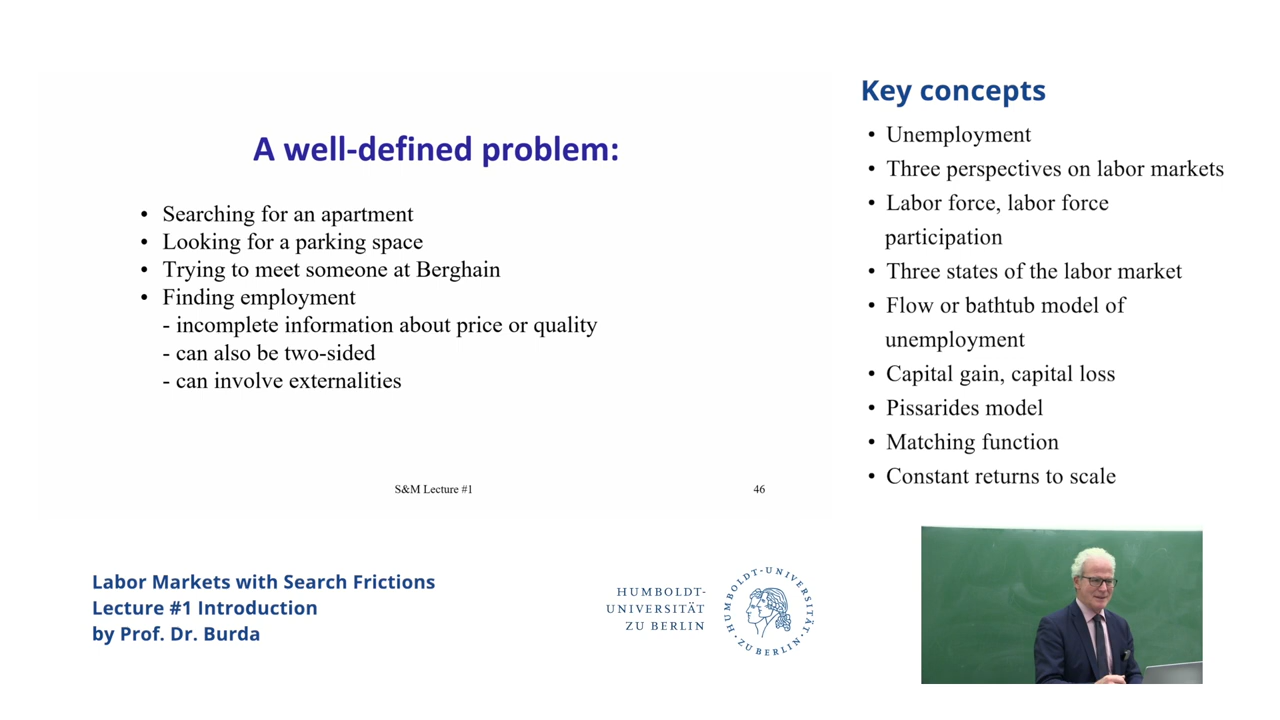 A well-defined problem:
• Searching for an apartment
• Looking for a parking space
• Trying to meet someone at Berghain
• Finding employment
- incomplete information about price or quality
- can also be two-sided
- can involve externalities
S&M Lecture #1
46
Key concepts
• Unemployment
• Three perspectives on labor markets
• Labor force, labor force
participation
• Three states of the labor market
• Flow or bathtub model of
unemployment
• Capital gain, capital loss
• Pissarides model
• Matching function
• Constant returns to scale
Labor Markets with Search Frictions
Lecture #1 Introduction
by Prof. Dr. Burda
HUMBOLDT-
UNIVERSITÄT
ZU BERLIN
HUMBOLDT-UNIVERSITÄT
· ZU BERLIN ·